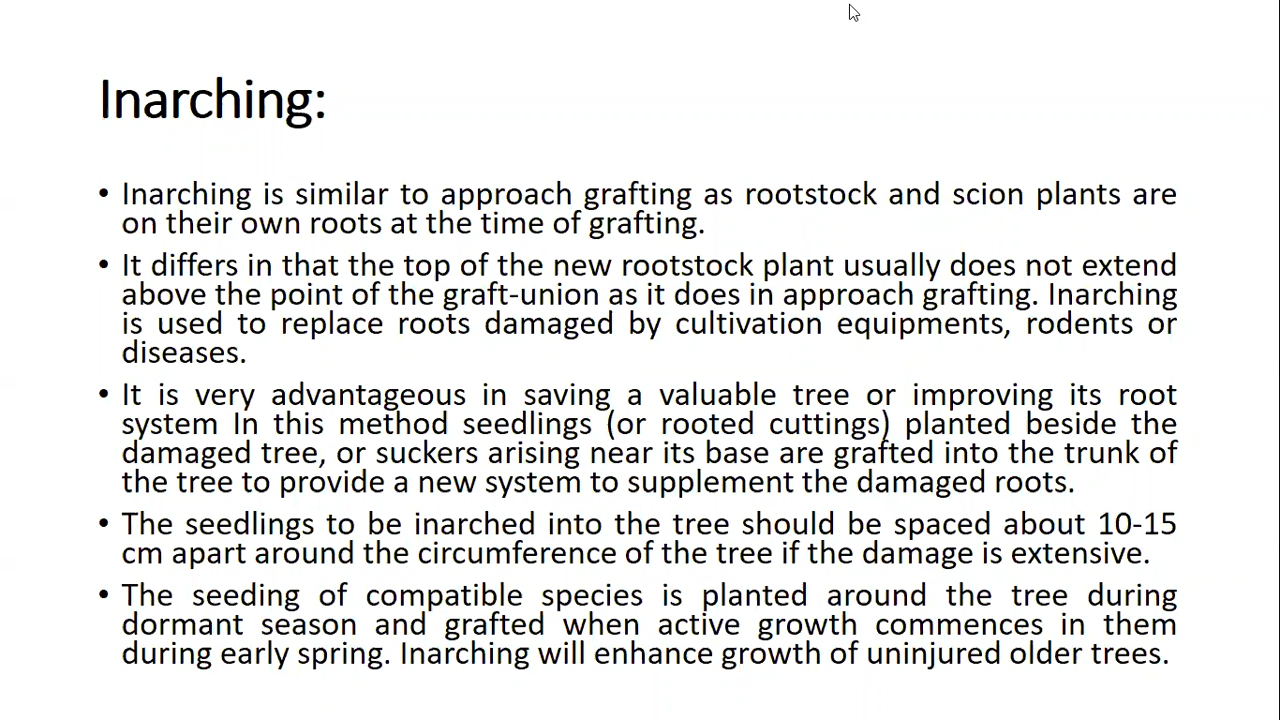 Inarching:
• Inarching is similar to approach grafting as rootstock and scion plants are
on their own roots at the time of grafting.
• It differs in that the top of the new rootstock plant usually does not extend
above the point of the graft-union as it does in approach grafting. Inarching
is used to replace roots damaged by cultivation equipments, rodents or
diseases.
• It is very advantageous in saving a valuable tree or improving its root
system In this method seedlings (or rooted cuttings) planted beside the
damaged tree, or suckers arising near its base are grafted into the trunk of
the tree to provide a new system to supplement the damaged roots.
• The seedlings to be inarched into the tree should be spaced about 10-15
cm apart around the circumference of the tree if the damage is extensive.
• The seeding of compatible species is planted around the tree during
dormant season and grafted when active growth commences in them
during early spring. Inarching will enhance growth of uninjured older trees.